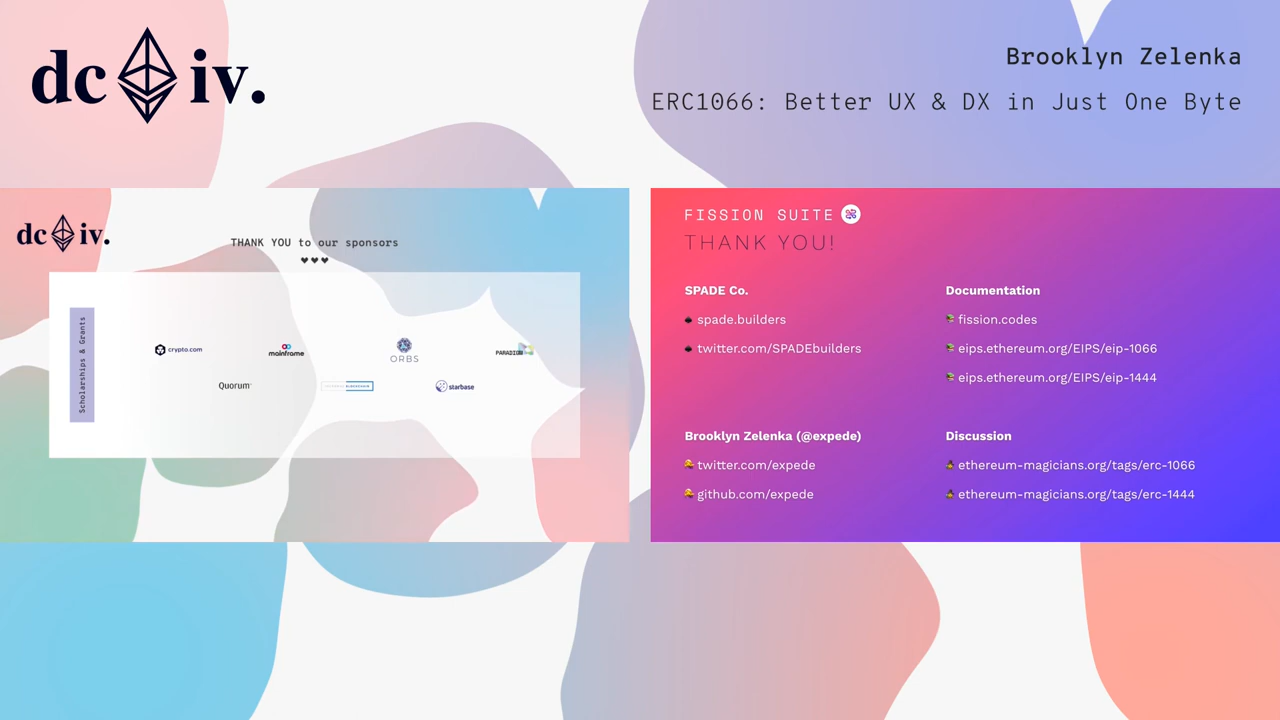 dc iv.
Brooklyn Zelenka
ERC1066: Better UX & DX in Just One Byte
dc iv.
THANK YOU to our sponsors
♥♥♥
Scholarships & Grants
crypto.com
mainframe
ORBS
PARADIGM
Quorum
BLOCKCHAIN
starbase
FISSION SUITE
THANK YOU!
SPADE Co.
spade.builders
twitter.com/SPADEbuilders
Documentation
fission.codes
eips.ethereum.org/EIPS/eip-1066
eips.ethereum.org/EIPS/eip-1444
Brooklyn Zelenka (@expede)
twitter.com/expede
github.com/expede
Discussion
ethereum-magicians.org/tags/erc-1066
ethereum-magicians.org/tags/erc-1444